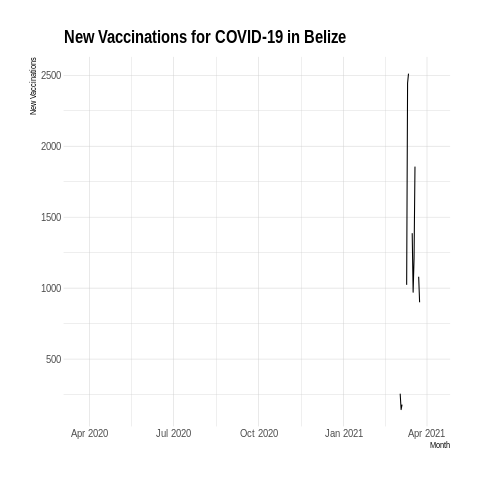 New Vaccinations for COVID-19 in Belize
New Vaccinations
2500
2000
1500
1000
500
Apr 2020 Jul 2020 Oct 2020 Jan 2021 Apr 2021
Month